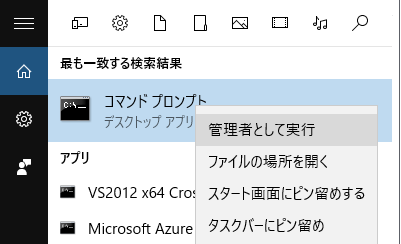 最も一致する検索結果
コマンド プロンプト
デスクトップ アプリ
管理者として実行
ファイルの場所を開く
アプリ
スタート画面にピン留めする
VS2012 x64 Cros
タスクバーにピン留め
Microsoft Azure